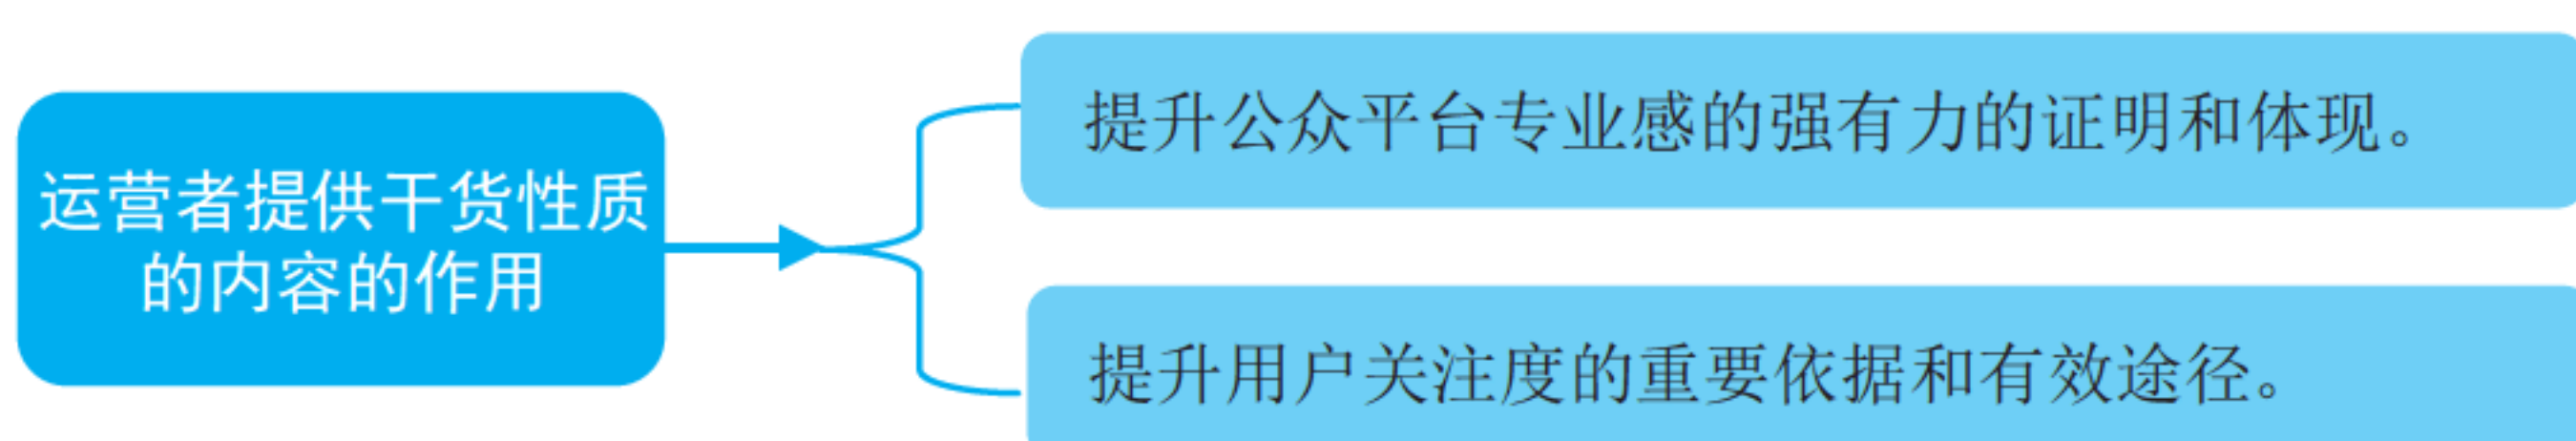 运营者提供干货性质
的内容的作用
提升公众平台专业感的强有力的证明和体现。
提升用户关注度的重要依据和有效途径。